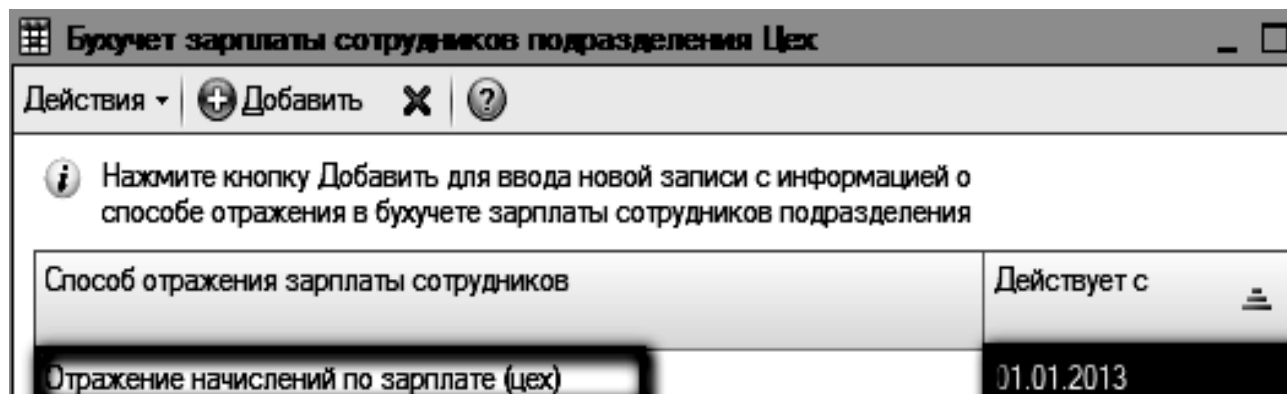 Бухучет зарплаты сотрудников подразделения Цех
Действия Добавить
Нажмите кнопку Добавить для ввода новой записи с информацией о
способе отражения в бухучете зарплаты сотрудников подразделения
Способ отражения зарплаты сотрудников Действует с
Отражение начислений по зарплате (цех) 01.01.2013